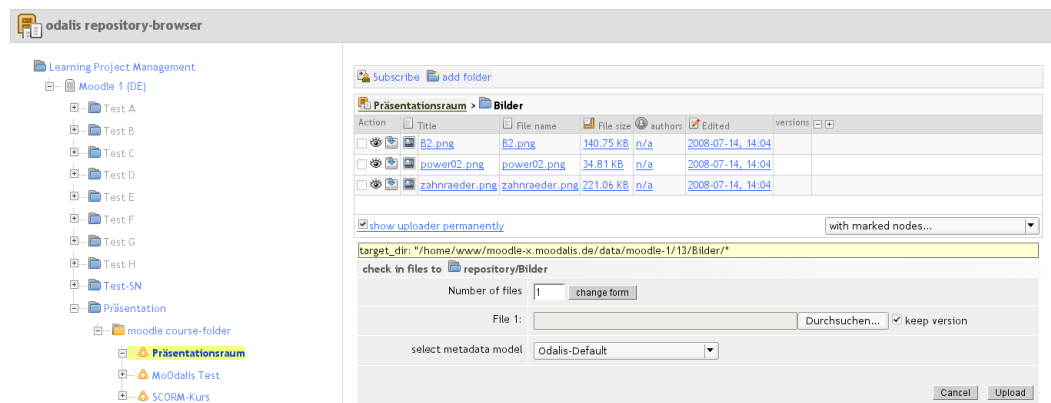 odalis repository-browser
Learning Project Management
Moodle 1 (DE)
Test A
Test B
Test C
Test D
Test E
Test F
Test G
Test H
Test-SN
Präsentation
moodle course-folder
Präsentationsraum
MoOdalis Test
SCORM-Kurs
Subscribe add folder
Präsentationsraum > Bilder
Action Title File name File size authors Edited versions
B2.png B2.png 140.75 KB n/a 2008-07-14, 14:04
power02.png power02.png 34.81 KB n/a 2008-07-14, 14:04
zahnraeder.png zahnraeder.png 221.06 KB n/a 2008-07-14, 14:04
show uploader permanently with marked nodes...
target_dir: "/home/www/moodle-x.moodalis.de/data/moodle-1/13/Bilder/"
check in files to repository/Bilder
Number of files 1 change form
File 1: Durchsuchen... keep version
select metadata model Odalis-Default
Cancel Upload